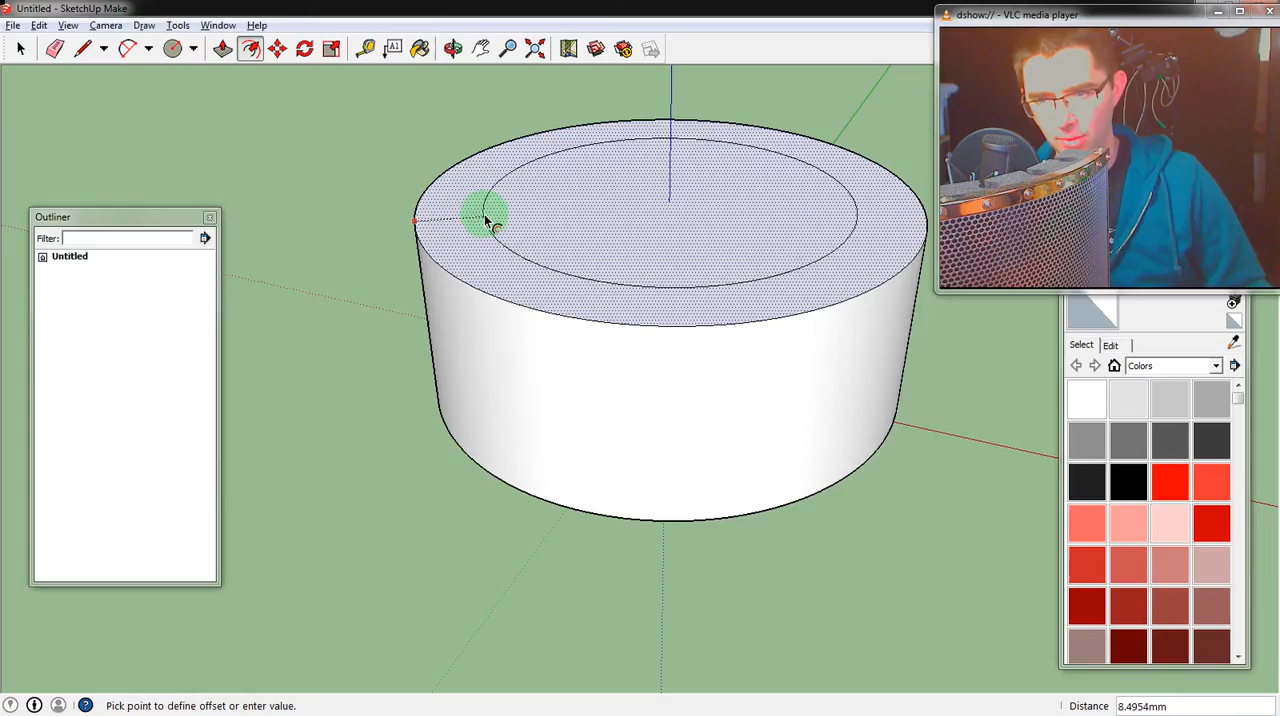 Untitled - SketchUp Make
dshow:// - VLC media player
File Edit View Camera Draw Tools Window Help
A1
Outliner
Filter:
Untitled
Select Edit
Colors
Pick point to define offset or enter value.
Distance 8.4954mm